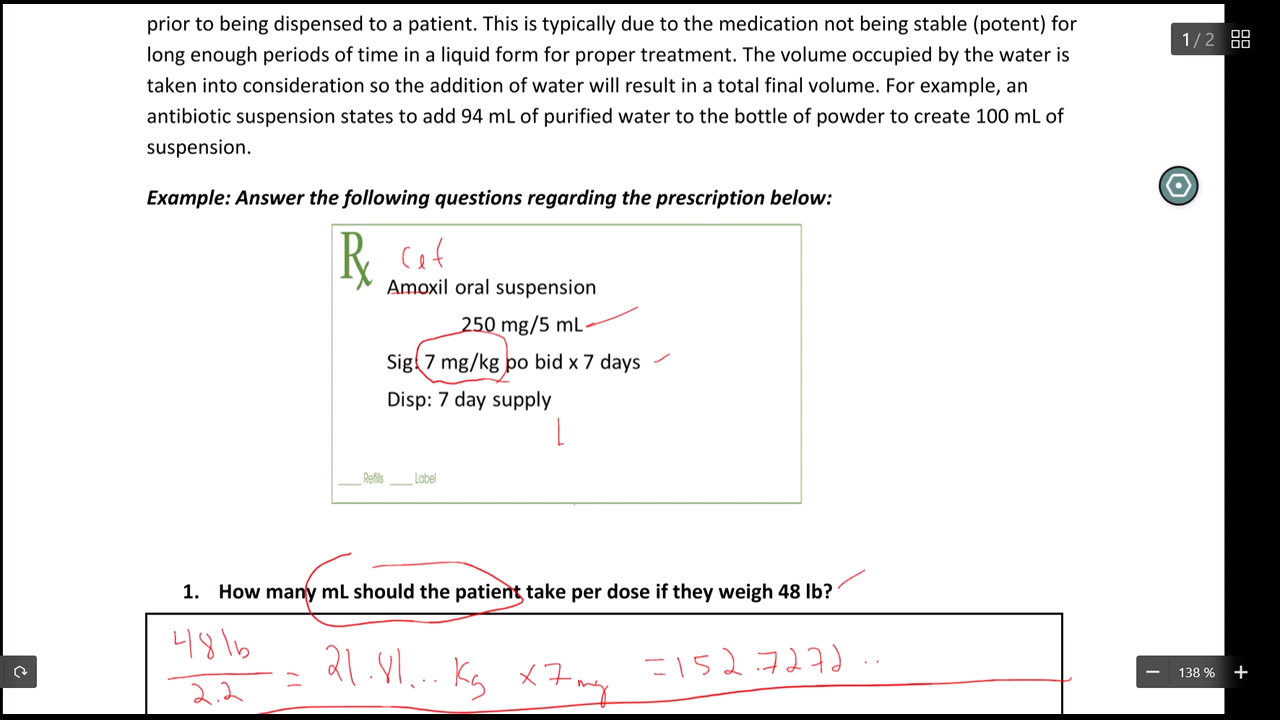 prior to being dispensed to a patient. This is typically due to the medication not being stable (potent) for
long enough periods of time in a liquid form for proper treatment. The volume occupied by the water is
taken into consideration so the addition of water will result in a total final volume. For example, an
antibiotic suspension states to add 94 mL of purified water to the bottle of powder to create 100 mL of
suspension.
1 / 2
Example: Answer the following questions regarding the prescription below:
Rx Cef
Amoxil oral suspension
250 mg/5 mL
Sig: 7 mg/kg po bid x 7 days
Disp: 7 day supply
L
____ Refills ____ Label
1. How many mL should the patient take per dose if they weigh 48 lb?
48 lb
2.2
= 21.81... Kg x 7 mg = 152.7272 ..
138 %